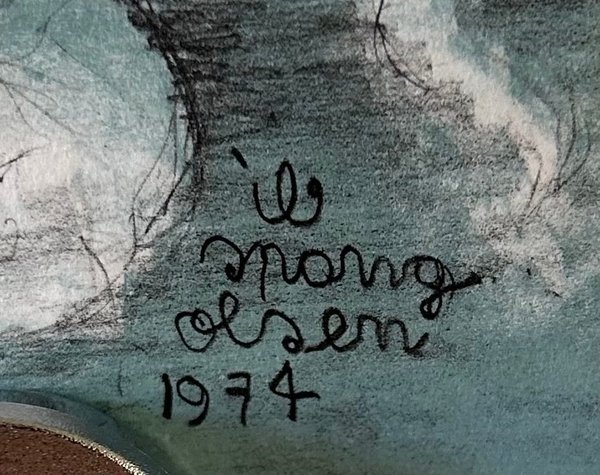 ib
spang
olsen
1974